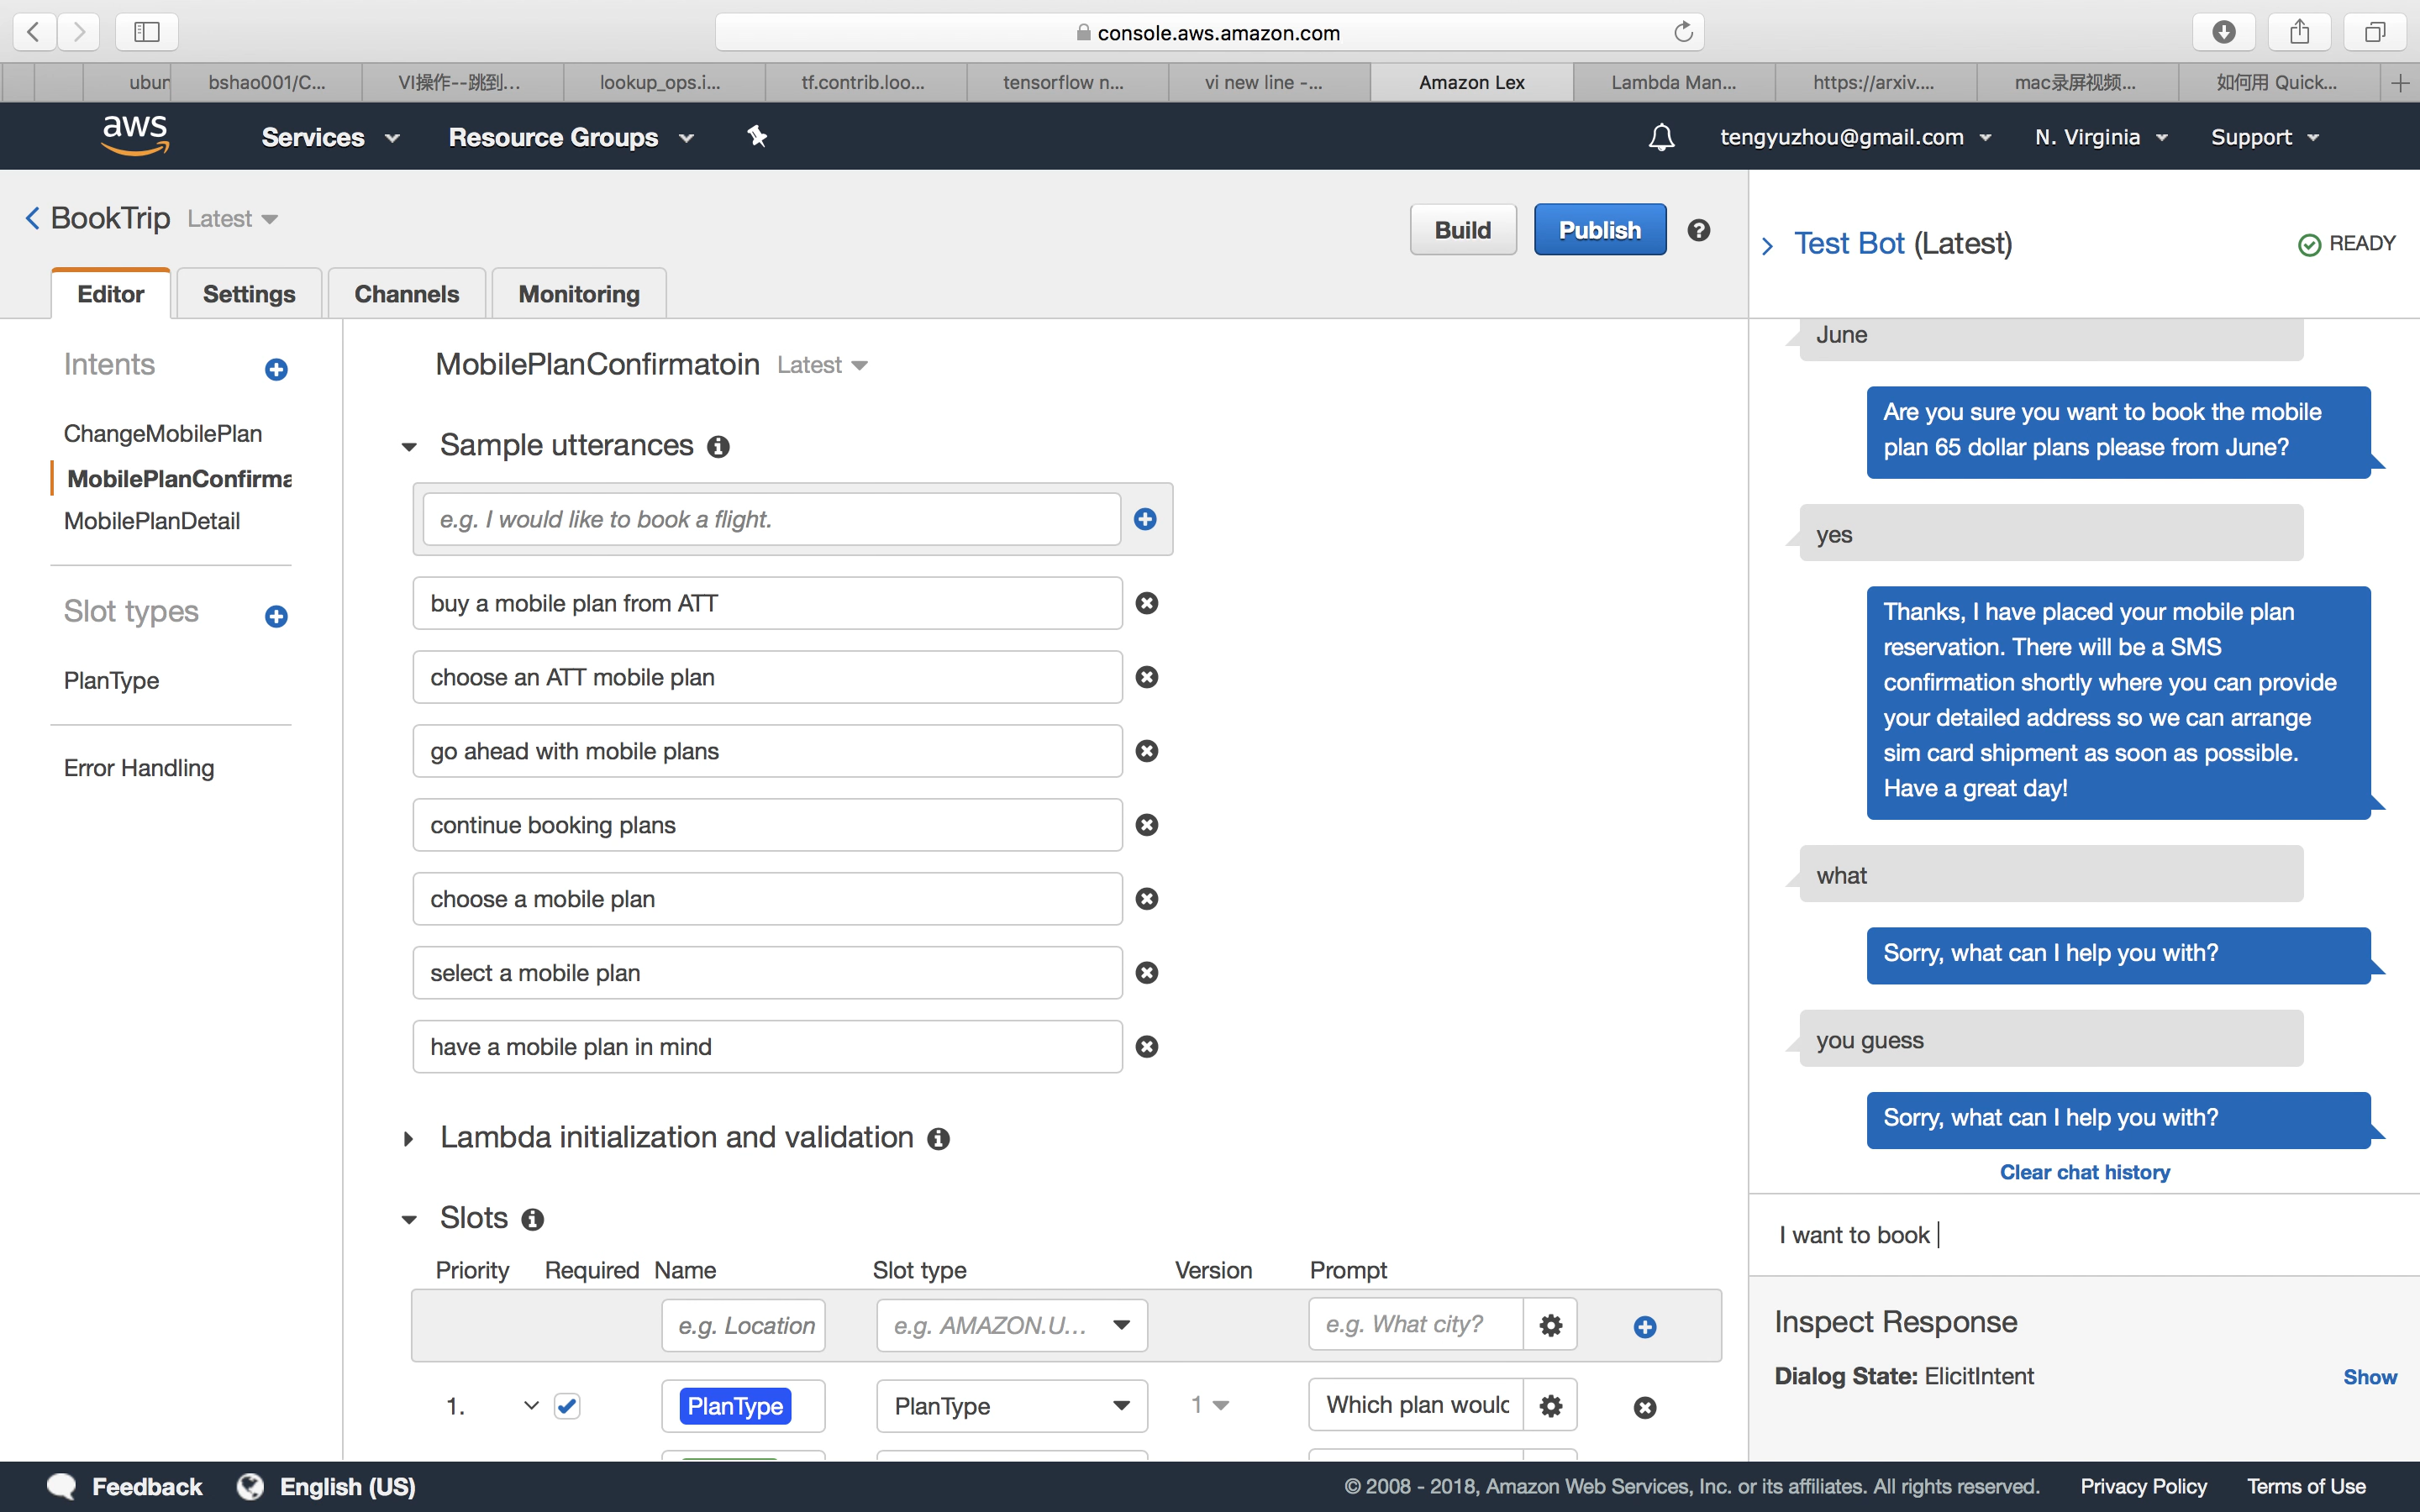 console.aws.amazon.com
ubun
bshao001/C...
VI操作--跳到...
lookup_ops.i...
tf.contrib.loo...
tensorflow n...
vi new line -...
Amazon Lex
Lambda Man...
https://arxiv....
mac录屏视频...
如何用 Quick...
aws
Services
Resource Groups
tengyuzhou@gmail.com
N. Virginia
Support
BookTrip Latest
Build
Publish
Editor
Settings
Channels
Monitoring
Intents
ChangeMobilePlan
MobilePlanConfirma
MobilePlanDetail
Slot types
PlanType
Error Handling
MobilePlanConfirmatoin Latest
Sample utterances
e.g. I would like to book a flight.
buy a mobile plan from ATT
choose an ATT mobile plan
go ahead with mobile plans
continue booking plans
choose a mobile plan
select a mobile plan
have a mobile plan in mind
Lambda initialization and validation
Slots
Priority Required Name Slot type Version Prompt
e.g. Location e.g. AMAZON.U... e.g. What city?
1. PlanType PlanType 1 Which plan would
Test Bot (Latest)
READY
June
Are you sure you want to book the mobile
plan 65 dollar plans please from June?
yes
Thanks, I have placed your mobile plan
reservation. There will be a SMS
confirmation shortly where you can provide
your detailed address so we can arrange
sim card shipment as soon as possible.
Have a great day!
what
Sorry, what can I help you with?
you guess
Sorry, what can I help you with?
Clear chat history
I want to book
Inspect Response
Dialog State: ElicitIntent
Show
Feedback
English (US)
© 2008 - 2018, Amazon Web Services, Inc. or its affiliates. All rights reserved.
Privacy Policy
Terms of Use